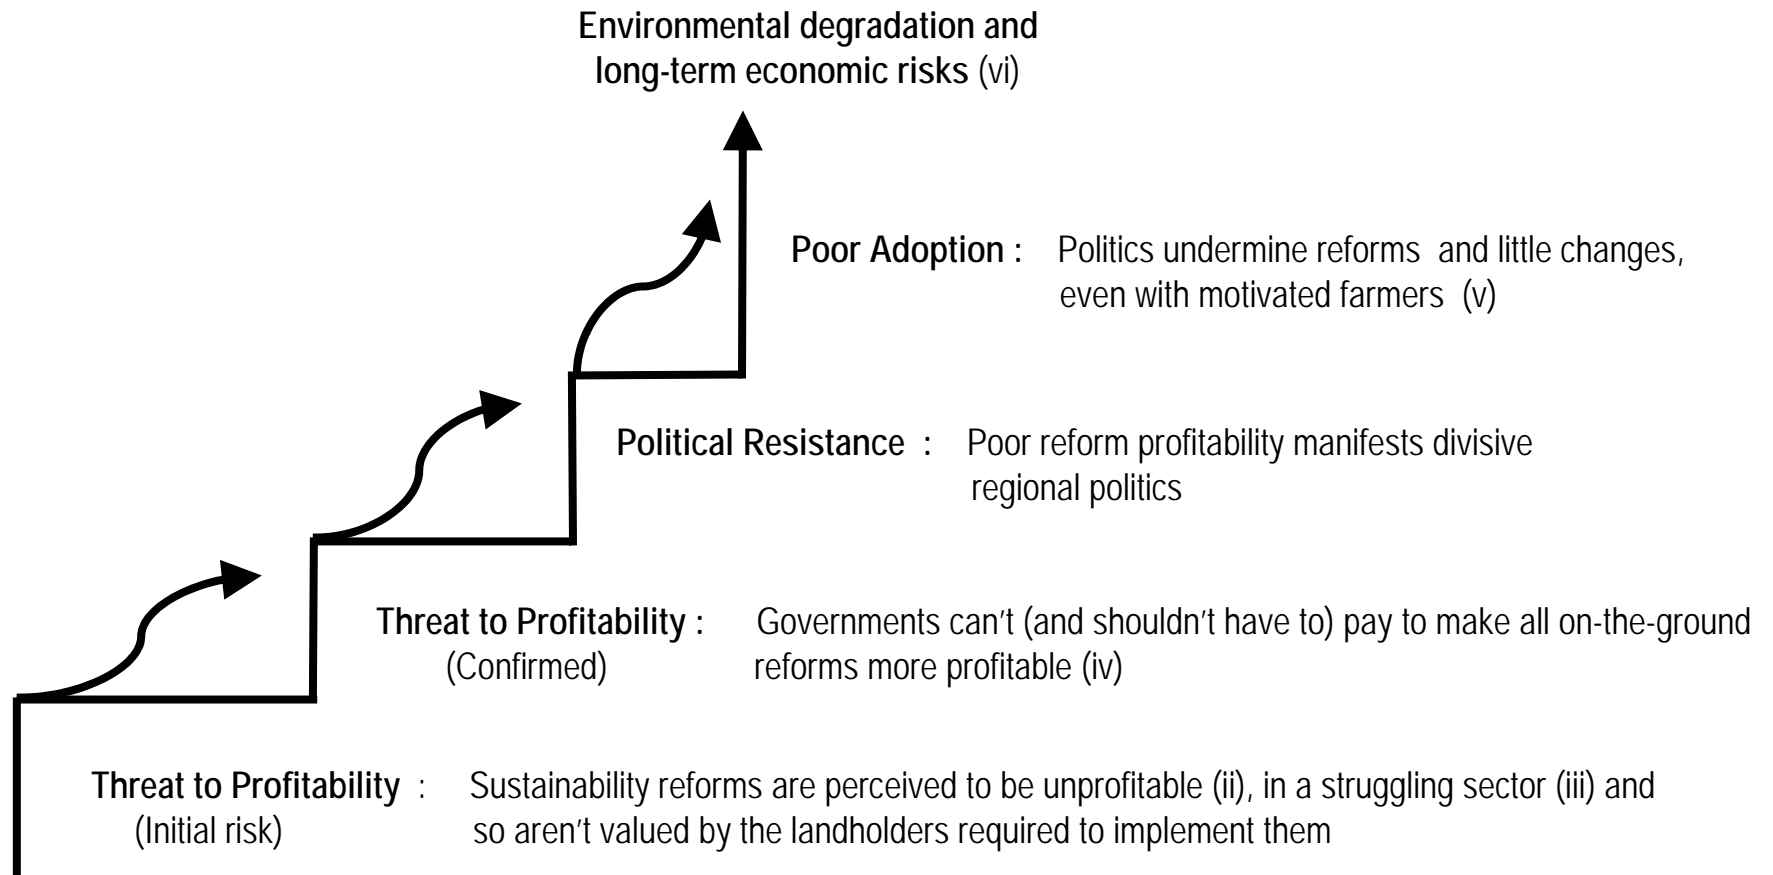 Environmental degradation and
long-term economic risks (vi)
Poor Adoption : Politics undermine reforms and little changes,
even with motivated farmers (v)
Political Resistance : Poor reform profitability manifests divisive
regional politics
Threat to Profitability : Governments can't (and shouldn't have to) pay to make all on-the-ground
(Confirmed) reforms more profitable (iv)
Threat to Profitability : Sustainability reforms are perceived to be unprofitable (ii), in a struggling sector (iii) and
(Initial risk) so aren't valued by the landholders required to implement them